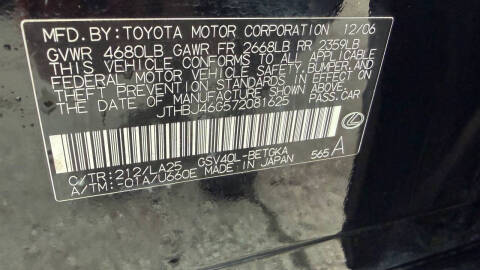 MFD. BY: TOYOTA MOTOR CORPORATION 12/06
GVWR 4680LB GAWR FR 2668LB RR 2359LB
THIS VEHICLE CONFORMS TO ALL APPLICABLE
FEDERAL MOTOR VEHICLE SAFETY, BUMPER, AND
THEFT PREVENTION STANDARDS IN EFFECT ON
THE DATE OF MANUFACTURE SHOWN ABOVE.
JTHBJ46G572081625 PASS.CAR
C/TR:212/LA25 GSV40L-BETGKA 565A
A/TM:-01A/U660E MADE IN JAPAN